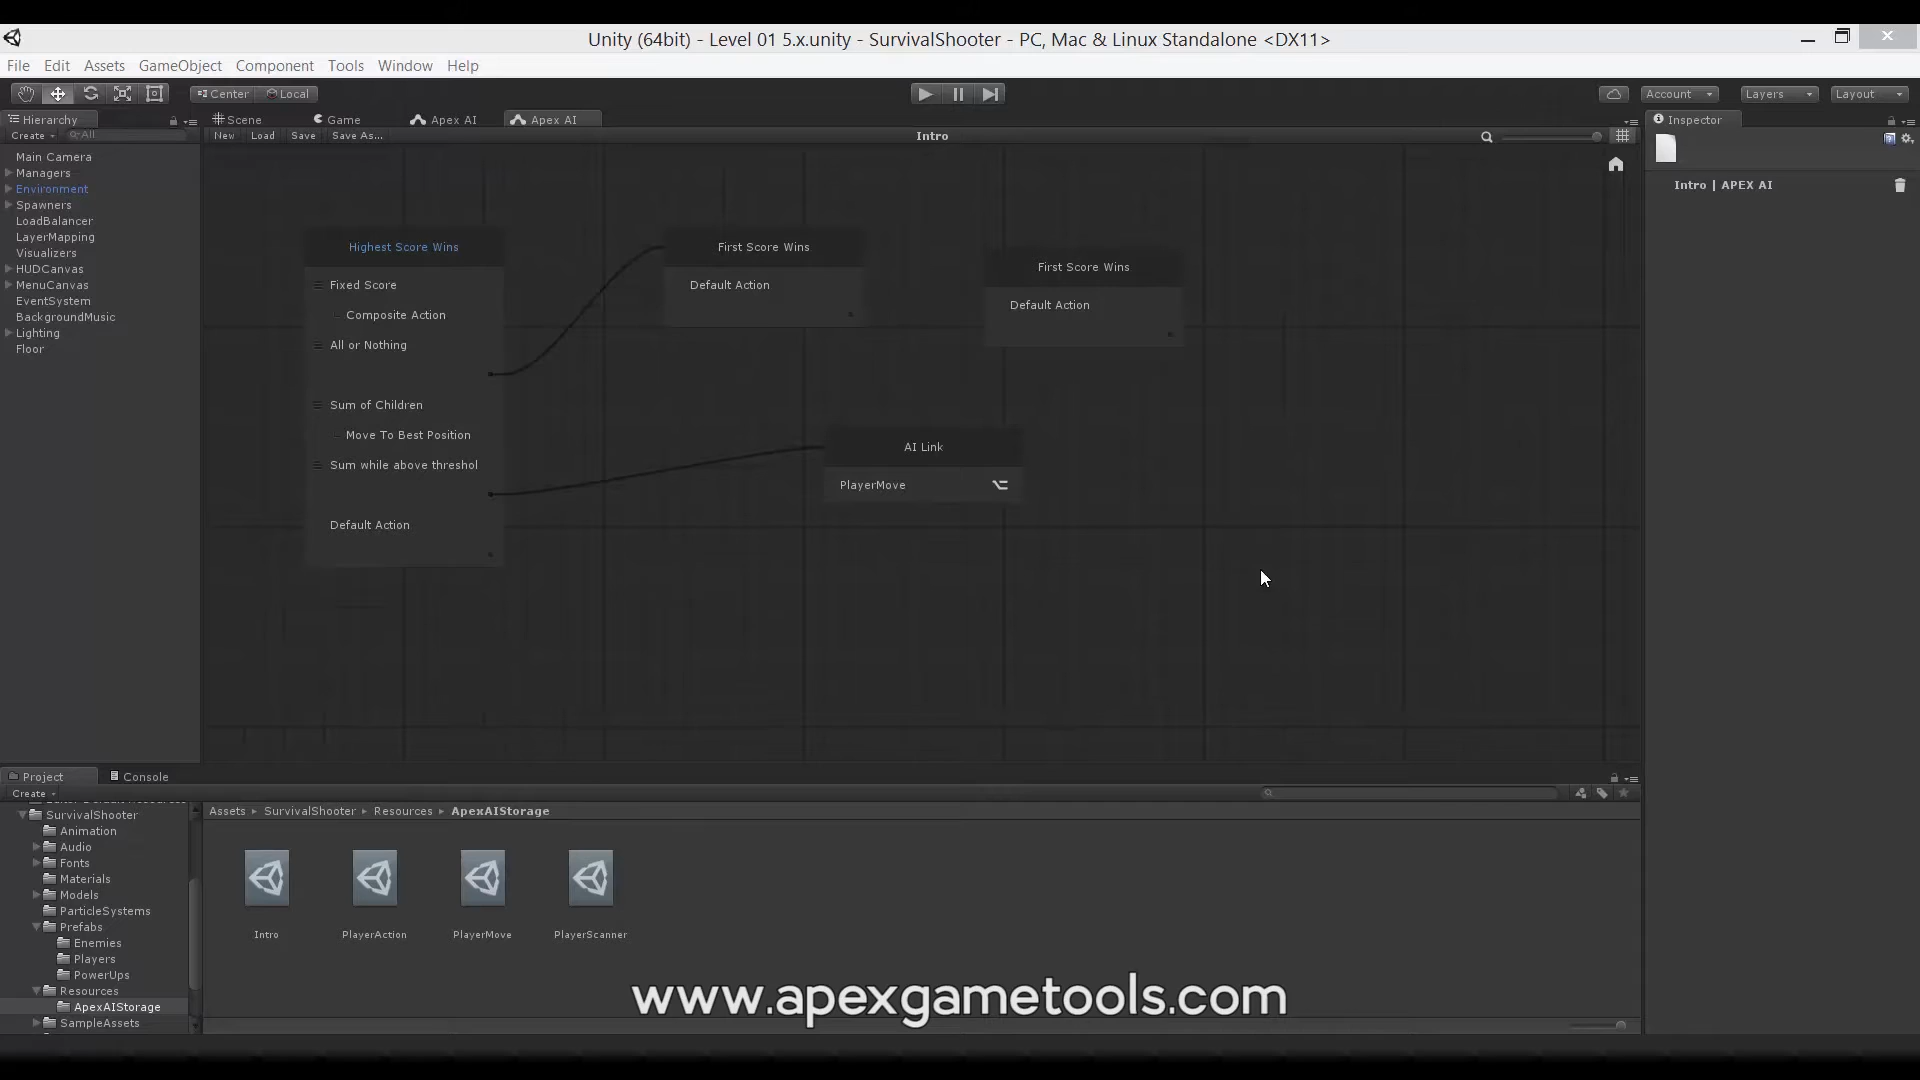 Unity (64bit) - Level 01 5.x.unity - SurvivalShooter - PC, Mac & Linux Standalone <DX11>
File Edit Assets GameObject Component Tools Window Help
Center Local
Account Layers Layout
Hierarchy
Create All
Main Camera
Managers
Environment
Spawners
LoadBalancer
LayerMapping
Visualizers
HUDCanvas
MenuCanvas
EventSystem
BackgroundMusic
Lighting
Floor
Scene Game Apex AI Apex AI
New Load Save Save As...
Intro
Highest Score Wins
Fixed Score
Composite Action
All or Nothing
Sum of Children
Move To Best Position
Sum while above threshol
Default Action
First Score Wins
Default Action
First Score Wins
Default Action
AI Link
PlayerMove
Inspector
Intro | APEX AI
Project Console
Create
SurvivalShooter
Animation
Audio
Fonts
Materials
Models
ParticleSystems
Prefabs
Enemies
Players
PowerUps
Resources
ApexAIStorage
SampleAssets
Assets SurvivalShooter Resources ApexAIStorage
Intro PlayerAction PlayerMove PlayerScanner
www.apexgametools.com